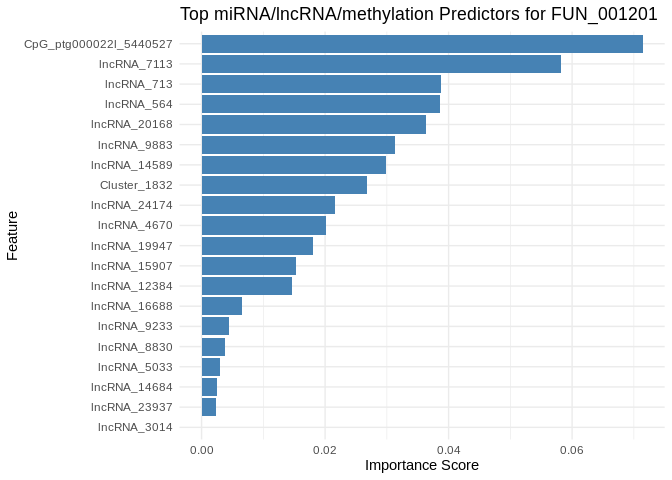 Top miRNA/lncRNA/methylation Predictors for FUN_001201
CpG_ptg000022l_5440527
lncRNA_7113
lncRNA_713
lncRNA_564
lncRNA_20168
lncRNA_9883
lncRNA_14589
Cluster_1832
lncRNA_24174
lncRNA_4670
lncRNA_19947
lncRNA_15907
lncRNA_12384
lncRNA_16688
lncRNA_9233
lncRNA_8830
lncRNA_5033
lncRNA_14684
lncRNA_23937
lncRNA_3014
Feature
0.00 0.02 0.04 0.06
Importance Score